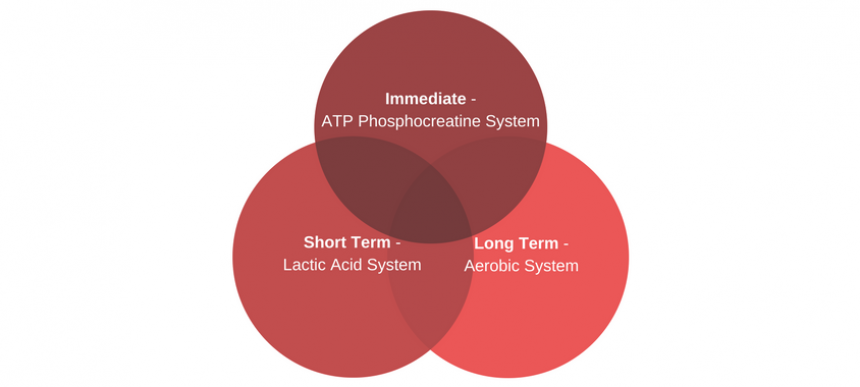 Immediate -
ATP Phosphocreatine System
Short Term -
Lactic Acid System
Long Term -
Aerobic System